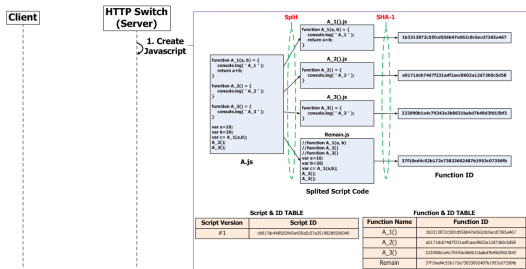 Client
HTTP Switch
(Server)
1. Create
Javascript
Split
SHA-1
function A_1(a, b) = {
console.log( " A_1 " );
return a+b;
}
function A_2() = {
console.log( " A_2 " );
}
function A_3() = {
console.log( " A_3 " );
}
var a=10;
var b=20;
var c= A_1(a,b);
A_2();
A_3();
A.js
A_1().js
function A_1(a, b) = {
console.log( " A_1 " );
return a+b;
}
A_2().js
function A_2() = {
console.log( " A_2 " );
}
A_3().js
function A_3() = {
console.log( " A_3 " );
}
Remain.js
//function A_1(a, b)
//function A_2()
//function A_3()
var a=10;
var b=20;
var c= A_1(a,b);
A_2();
A_3();
Splited Script Code
Function ID
Script & ID TABLE
Script Version
Script ID
#1
Function & ID TABLE
Function Name
Function ID
A_1()
A_2()
A_3()
Remain